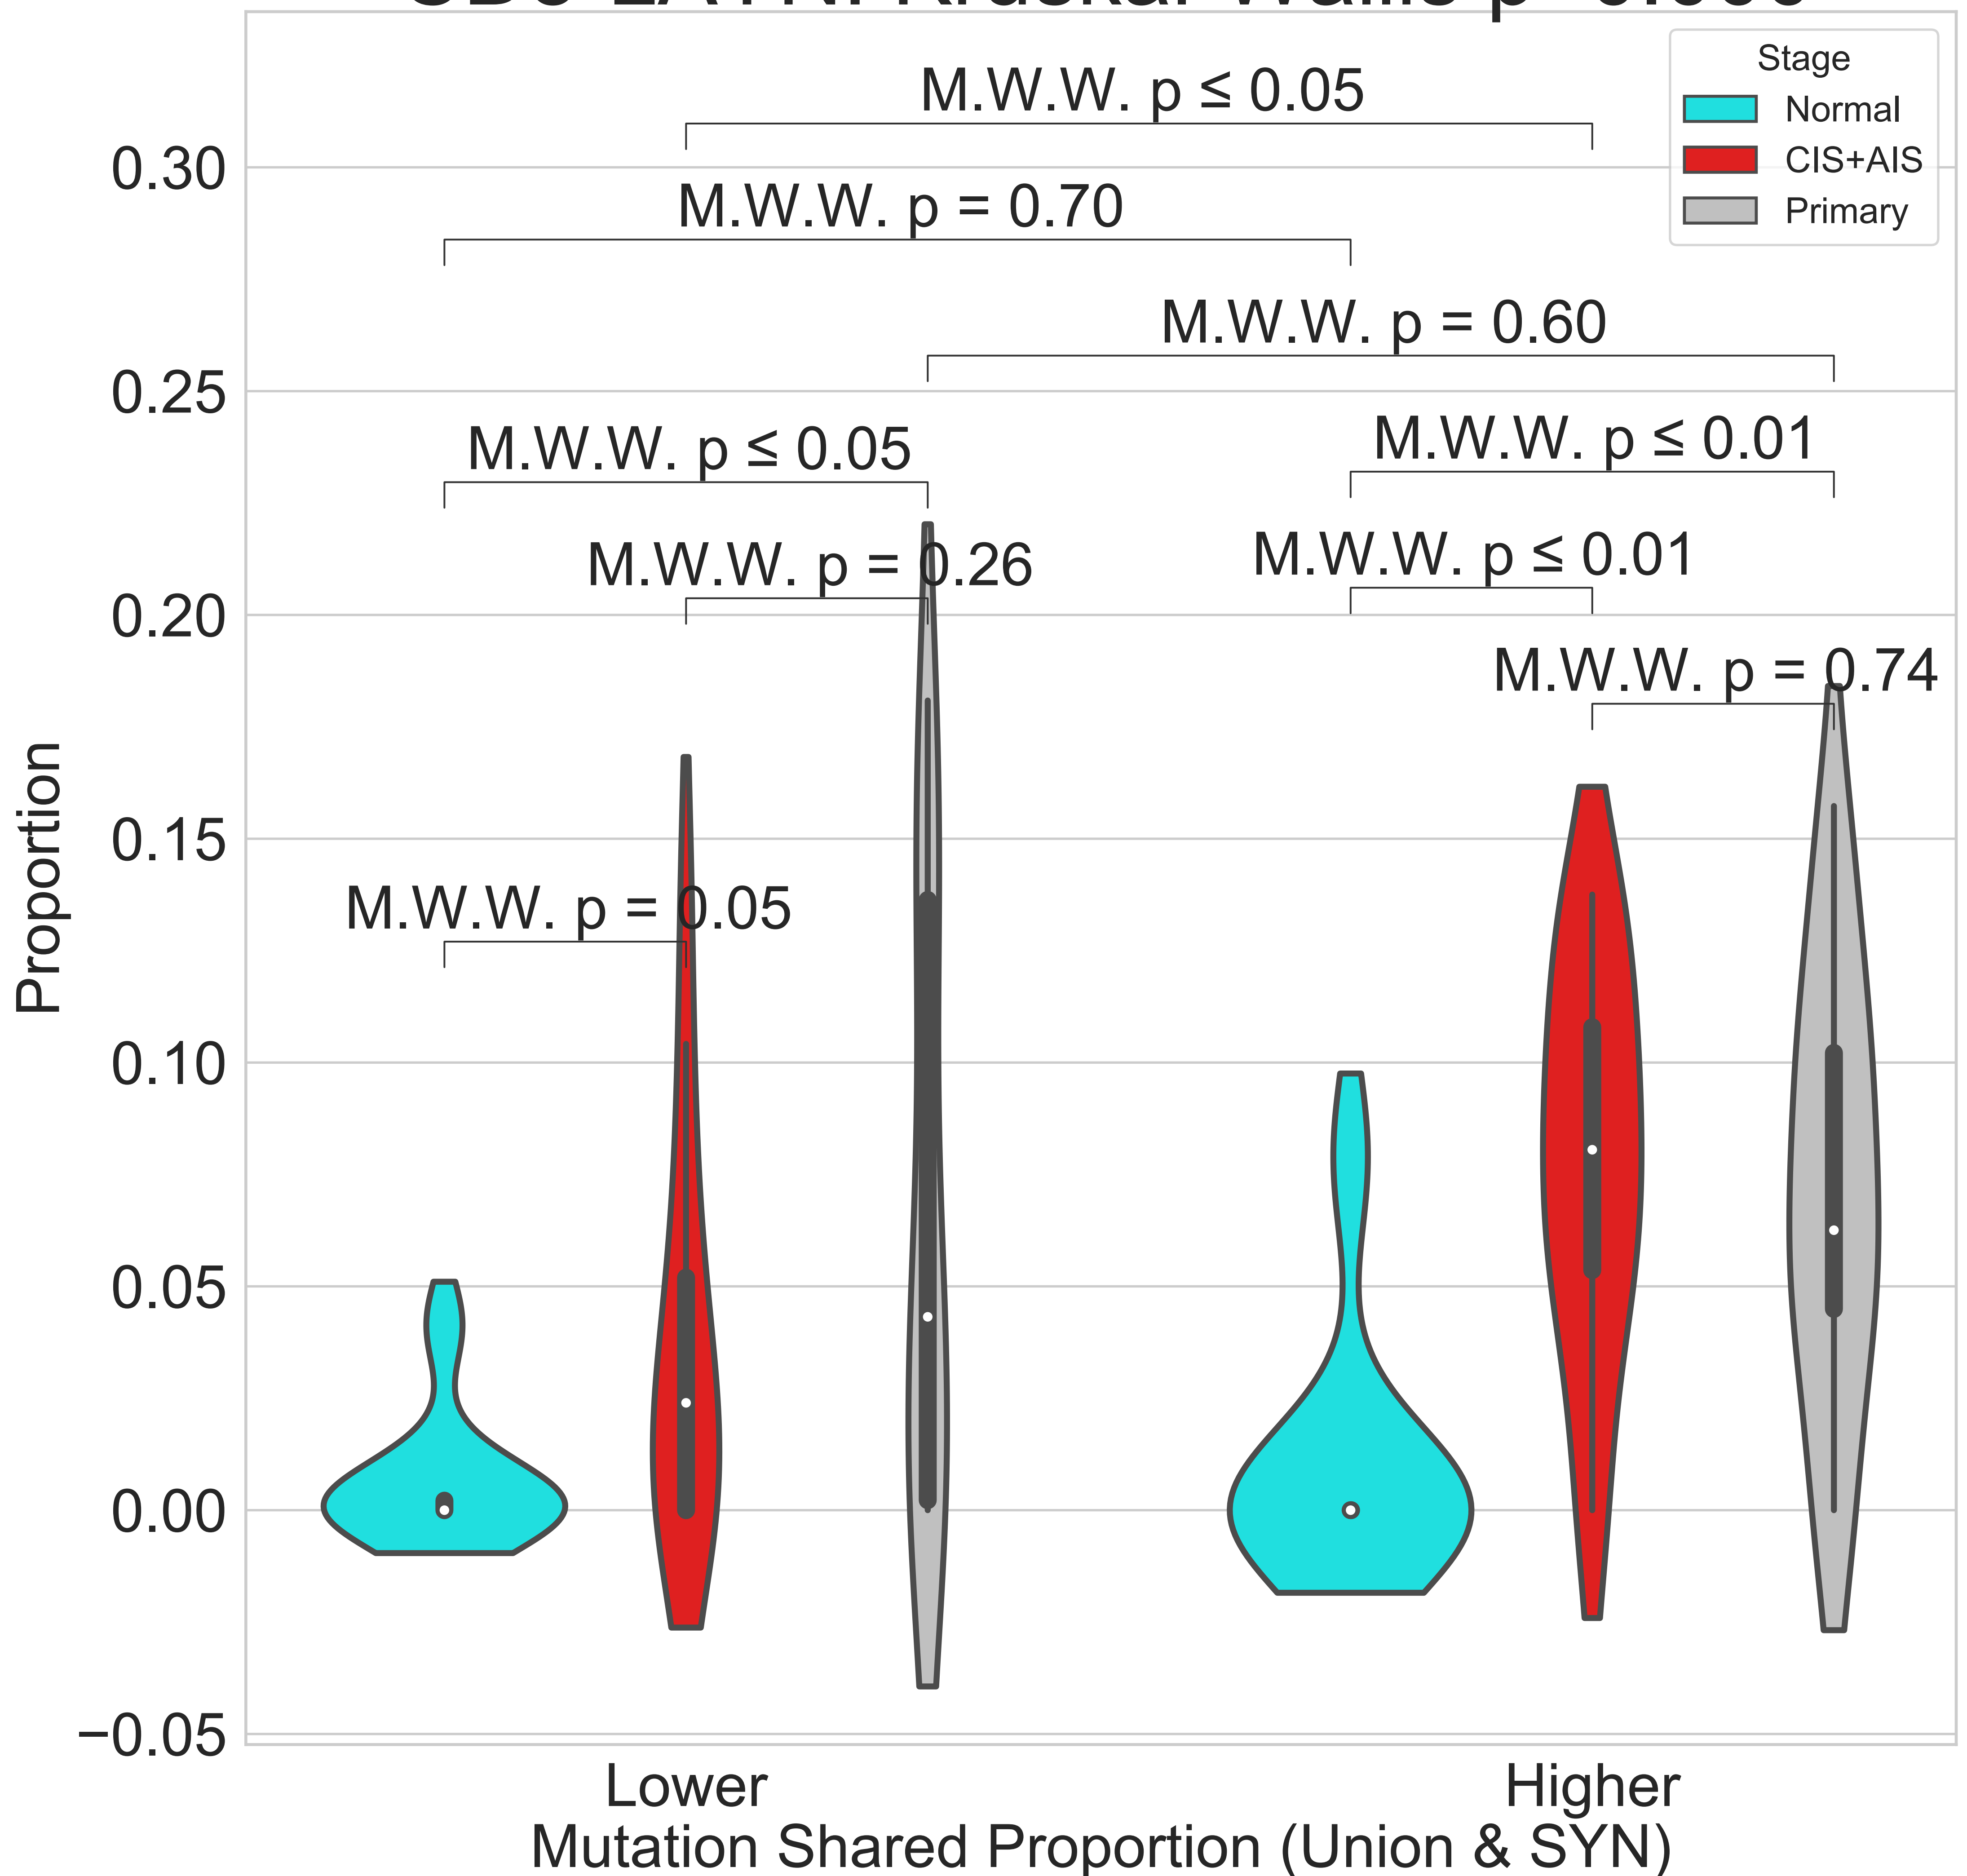 Stage
Normal
CIS+AIS
Primary
M.W.W. p ≤ 0.05
M.W.W. p = 0.70
M.W.W. p = 0.60
M.W.W. p ≤ 0.05
M.W.W. p ≤ 0.01
M.W.W. p = 0.26
M.W.W. p ≤ 0.01
M.W.W. p = 0.74
M.W.W. p = 0.05
0.30
0.25
0.20
0.15
0.10
0.05
0.00
−0.05
Proportion
Lower
Higher
Mutation Shared Proportion (Union & SYN)